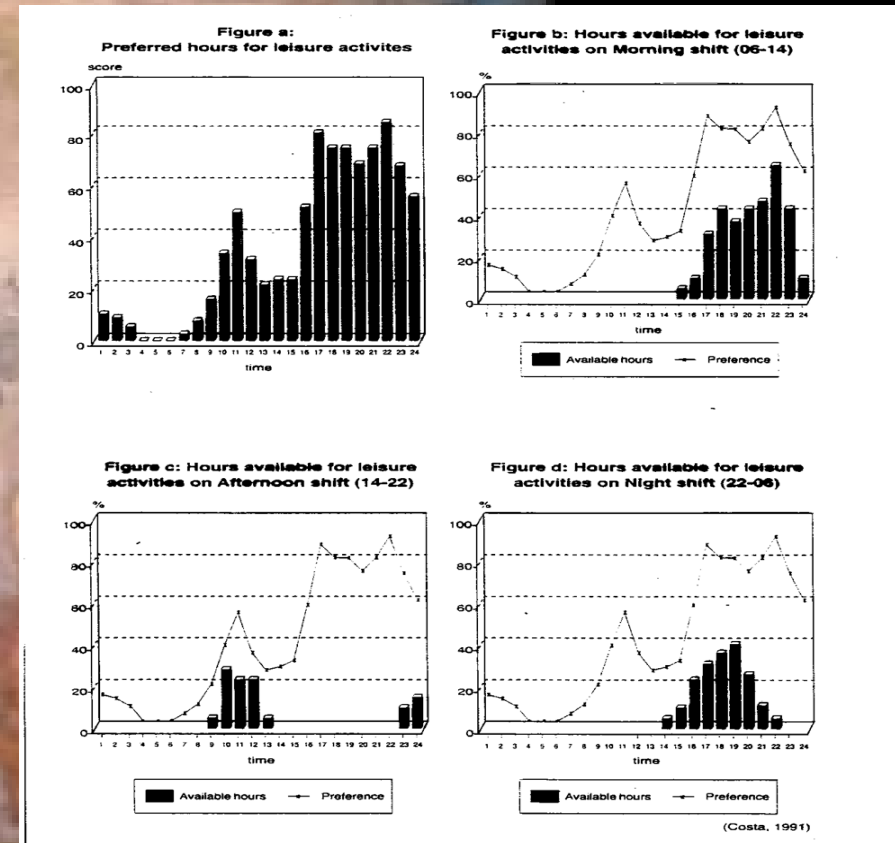 Figure a:
Preferred hours for leisure activites
score
100
80
60
40
20
0
1 2 3 4 5 6 7 8 9 10 11 12 13 14 15 16 17 18 19 20 21 22 23 24
time
Figure b: Hours available for leisure
activities on Morning shift (06-14)
%
100
80
60
40
20
0
1 2 3 4 5 6 7 8 9 10 11 12 13 14 15 16 17 18 19 20 21 22 23 24
time
Available hours Preference
Figure c: Hours available for leisure
activities on Afternoon shift (14-22)
%
100
80
60
40
20
0
1 2 3 4 5 6 7 8 9 10 11 12 13 14 15 16 17 18 19 20 21 22 23 24
time
Available hours Preference
Figure d: Hours available for leisure
activities on Night shift (22-06)
%
100
80
60
40
20
0
1 2 3 4 5 6 7 8 9 10 11 12 13 14 15 16 17 18 19 20 21 22 23 24
time
Available hours Preference
(Costa, 1991)